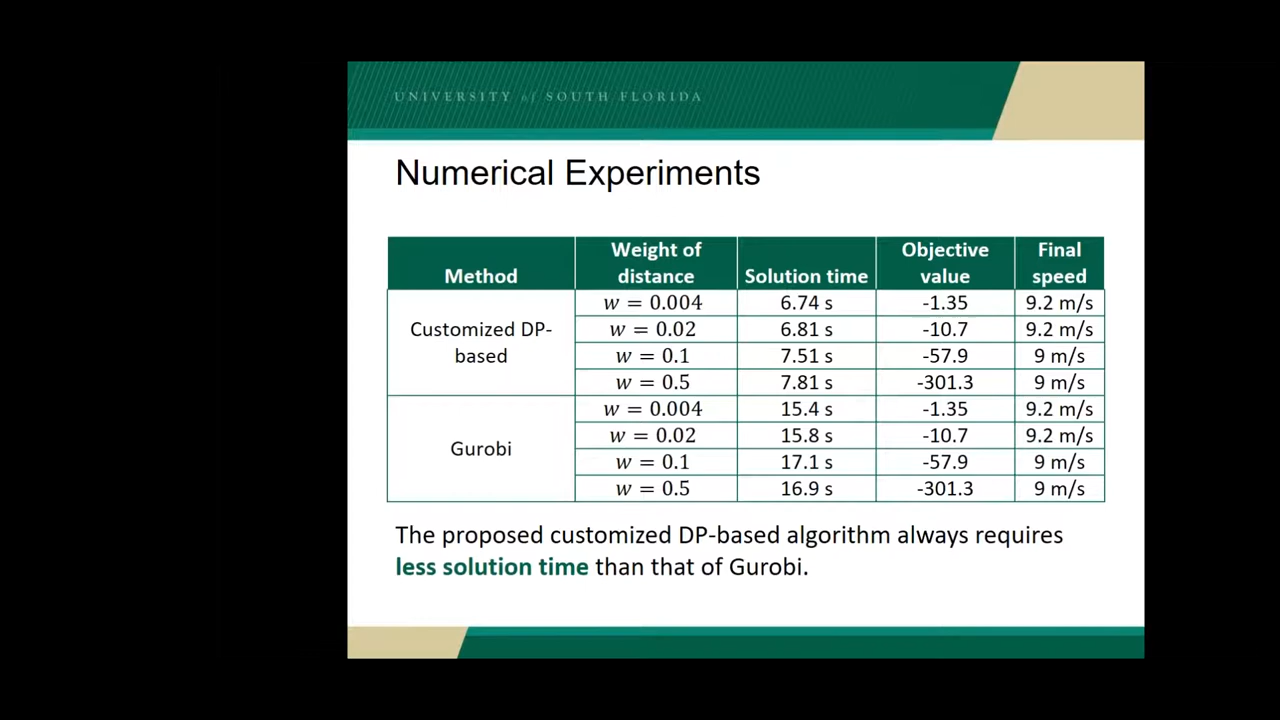 UNIVERSITY of SOUTH FLORIDA
Numerical Experiments
Method Weight of distance Solution time Objective value Final speed
Customized DP-based
w = 0.004 6.74 s -1.35 9.2 m/s
w = 0.02 6.81 s -10.7 9.2 m/s
w = 0.1 7.51 s -57.9 9 m/s
w = 0.5 7.81 s -301.3 9 m/s
Gurobi
w = 0.004 15.4 s -1.35 9.2 m/s
w = 0.02 15.8 s -10.7 9.2 m/s
w = 0.1 17.1 s -57.9 9 m/s
w = 0.5 16.9 s -301.3 9 m/s
The proposed customized DP-based algorithm always requires
less solution time than that of Gurobi.